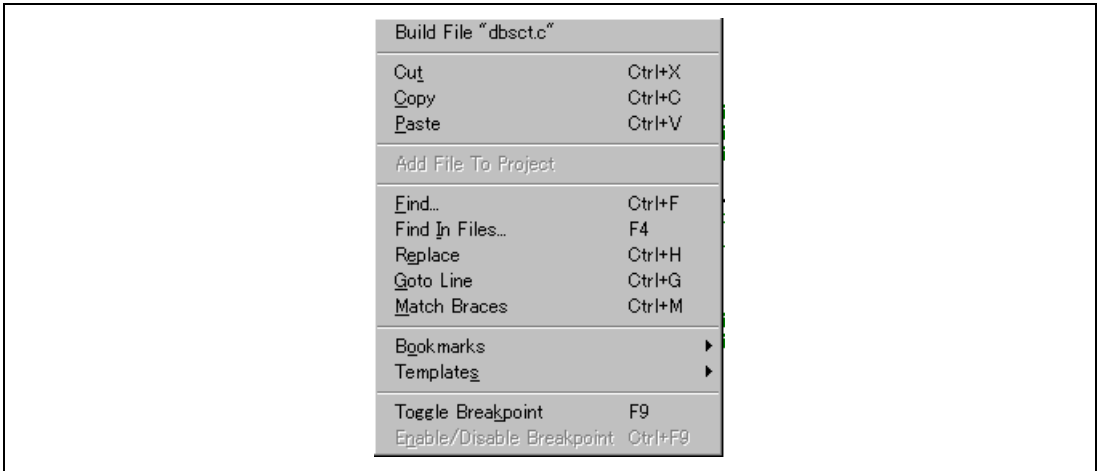 Build File "dbsct.c"
Cut Ctrl+X
Copy Ctrl+C
Paste Ctrl+V
Add File To Project
Find... Ctrl+F
Find In Files... F4
Replace Ctrl+H
Goto Line Ctrl+G
Match Braces Ctrl+M
Bookmarks
Templates
Toggle Breakpoint F9
Enable/Disable Breakpoint Ctrl+F9